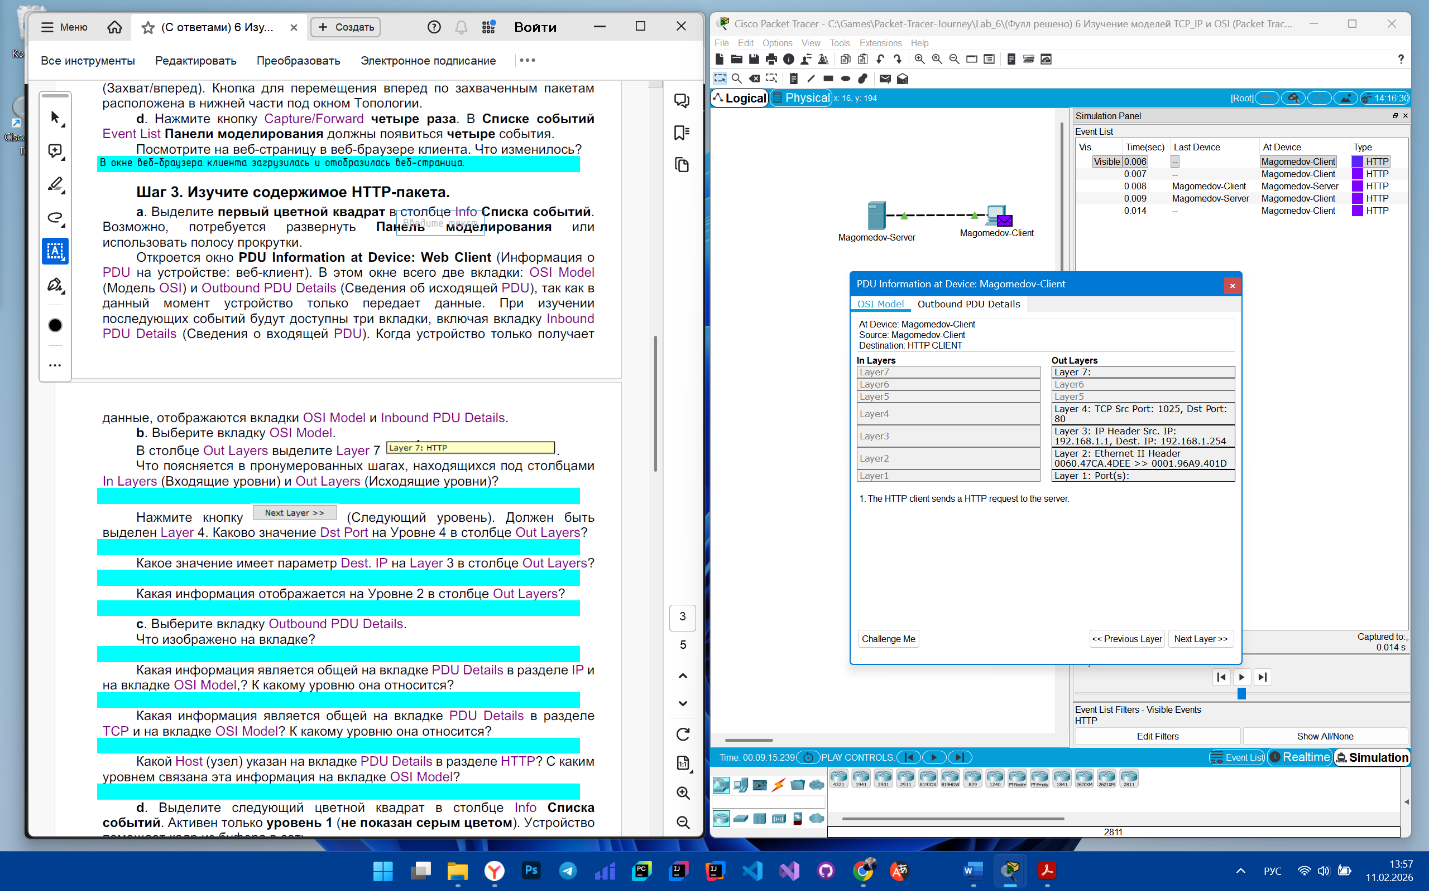 Меню
(С ответами) 6 Изу...
Создать
Войти
Все инструменты
Редактировать
Преобразовать
Электронное подписание
(Захват/вперед). Кнопка для перемещения вперед по захваченным пакетам
расположена в нижней части под окном Топологии.
d. Нажмите кнопку Capture/Forward четыре раза. В Списке событий
Event List Панели моделирования должны появиться четыре события.
Посмотрите на веб-страницу в веб-браузере клиента. Что изменилось?
В окне веб-браузера клиента загрузилась и отобразилась веб-страница.
Шаг 3. Изучите содержимое HTTP-пакета.
a. Выделите первый цветной квадрат в столбце Info Списка событий.
Возможно, потребуется развернуть Панель моделирования или
использовать полосу прокрутки.
Введите текст
Откроется окно PDU Information at Device: Web Client (Информация о
PDU на устройстве: веб-клиент). В этом окне всего две вкладки: OSI Model
(Модель OSI) и Outbound PDU Details (Сведения об исходящей PDU), так как в
данный момент устройство только передает данные. При изучении
последующих событий будут доступны три вкладки, включая вкладку Inbound
PDU Details (Сведения о входящей PDU). Когда устройство только получает
данные, отображаются вкладки OSI Model и Inbound PDU Details.
b. Выберите вкладку OSI Model.
В столбце Out Layers выделите Layer 7 Layer 7: HTTP .
Что поясняется в пронумерованных шагах, находящихся под столбцами
In Layers (Входящие уровни) и Out Layers (Исходящие уровни)?
Нажмите кнопку Next Layer >> (Следующий уровень). Должен быть
выделен Layer 4. Каково значение Dst Port на Уровне 4 в столбце Out Layers?
Какое значение имеет параметр Dest. IP на Layer 3 в столбце Out Layers?
Какая информация отображается на Уровне 2 в столбце Out Layers?
c. Выберите вкладку Outbound PDU Details.
Что изображено на вкладке?
Какая информация является общей на вкладке PDU Details в разделе IP и
на вкладке OSI Model,? К какому уровню она относится?
Какая информация является общей на вкладке PDU Details в разделе
TCP и на вкладке OSI Model? К какому уровню она относится?
Какой Host (узел) указан на вкладке PDU Details в разделе HTTP? С каким
уровнем связана эта информация на вкладке OSI Model?
d. Выделите следующий цветной квадрат в столбце Info Списка
событий. Активен только уровень 1 (не показан серым цветом). Устройство
3
5
Cisco Packet Tracer - C:\Games\Packet-Tracer-Journey\Lab_6\(Фулл решено) 6 Изучение моделей TCP_IP и OSI (Packet Trac...
File Edit Options View Tools Extensions Help
Logical
Physical x: 16, y: 194
[Root]
14:16:30
Magomedov-Server
Magomedov-Client
Simulation Panel
Event List
Vis. Time(sec) Last Device At Device Type
Visible 0.006 -- Magomedov-Client HTTP
0.007 -- Magomedov-Client HTTP
0.008 Magomedov-Client Magomedov-Server HTTP
0.009 Magomedov-Server Magomedov-Client HTTP
0.014 -- Magomedov-Client HTTP
PDU Information at Device: Magomedov-Client
OSI Model Outbound PDU Details
At Device: Magomedov-Client
Source: Magomedov-Client
Destination: HTTP CLIENT
In Layers
Layer7
Layer6
Layer5
Layer4
Layer3
Layer2
Layer1
Out Layers
Layer 7:
Layer6
Layer5
Layer 4: TCP Src Port: 1025, Dst Port:
80
Layer 3: IP Header Src. IP:
192.168.1.1, Dest. IP: 192.168.1.254
Layer 2: Ethernet II Header
0060.47CA.4DEE >> 0001.96A9.401D
Layer 1: Port(s):
1. The HTTP client sends a HTTP request to the server.
Challenge Me
<< Previous Layer
Next Layer >>
Captured to:
0.014 s
Event List Filters - Visible Events
HTTP
Edit Filters
Show All/None
Time: 00:09:15.239
PLAY CONTROLS:
Event List
Realtime
Simulation
4321 1941 2901 2911 829 1240 1841 2620XM 2621XM 2811
2811
РУС
13:57
11.02.2026